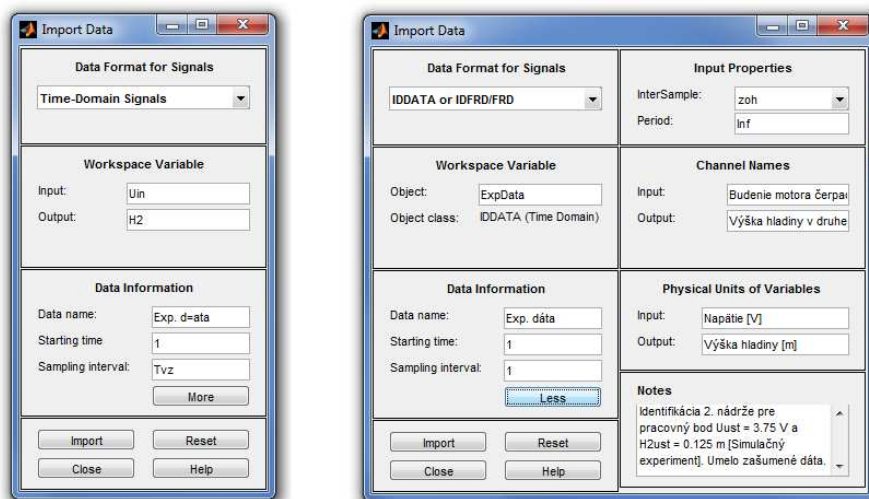 Import Data
Data Format for Signals
Time-Domain Signals
Workspace Variable
Input: Uin
Output: H2
Data Information
Data name: Exp. d=ata
Starting time 1
Sampling interval: Tvz
More
Import Reset
Close Help
Import Data
Data Format for Signals
IDDATA or IDFRD/FRD
Workspace Variable
Object: ExpData
Object class: IDDATA (Time Domain)
Data Information
Data name: Exp. dáta
Starting time: 1
Sampling interval: 1
Less
Import Reset
Close Help
Input Properties
InterSample: zoh
Period: Inf
Channel Names
Input: Budenie motora čerpad
Output: Výška hladiny v druhe
Physical Units of Variables
Input: Napátie [V]
Output: Výška hladiny [m]
Notes
Identifikácia 2. nádrže pre
pracovný bod Uust = 3.75 V a
H2ust = 0.125 m [Simulačný
experiment]. Umelo zašumené dáta.